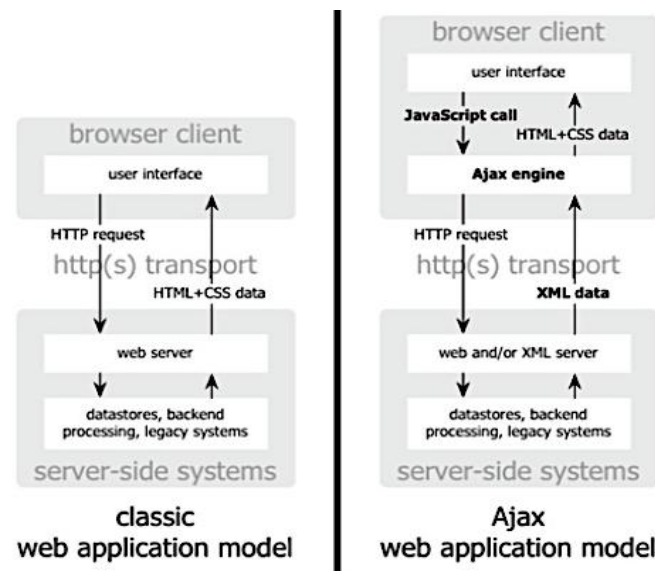 browser client
user interface
HTTP request
http(s) transport
HTML+CSS data
web server
datastores, backend
processing, legacy systems
server-side systems
classic
web application model
browser client
user interface
JavaScript call
HTML+CSS data
Ajax engine
HTTP request
http(s) transport
XML data
web and/or XML server
datastores, backend
processing, legacy systems
server-side systems
Ajax
web application model